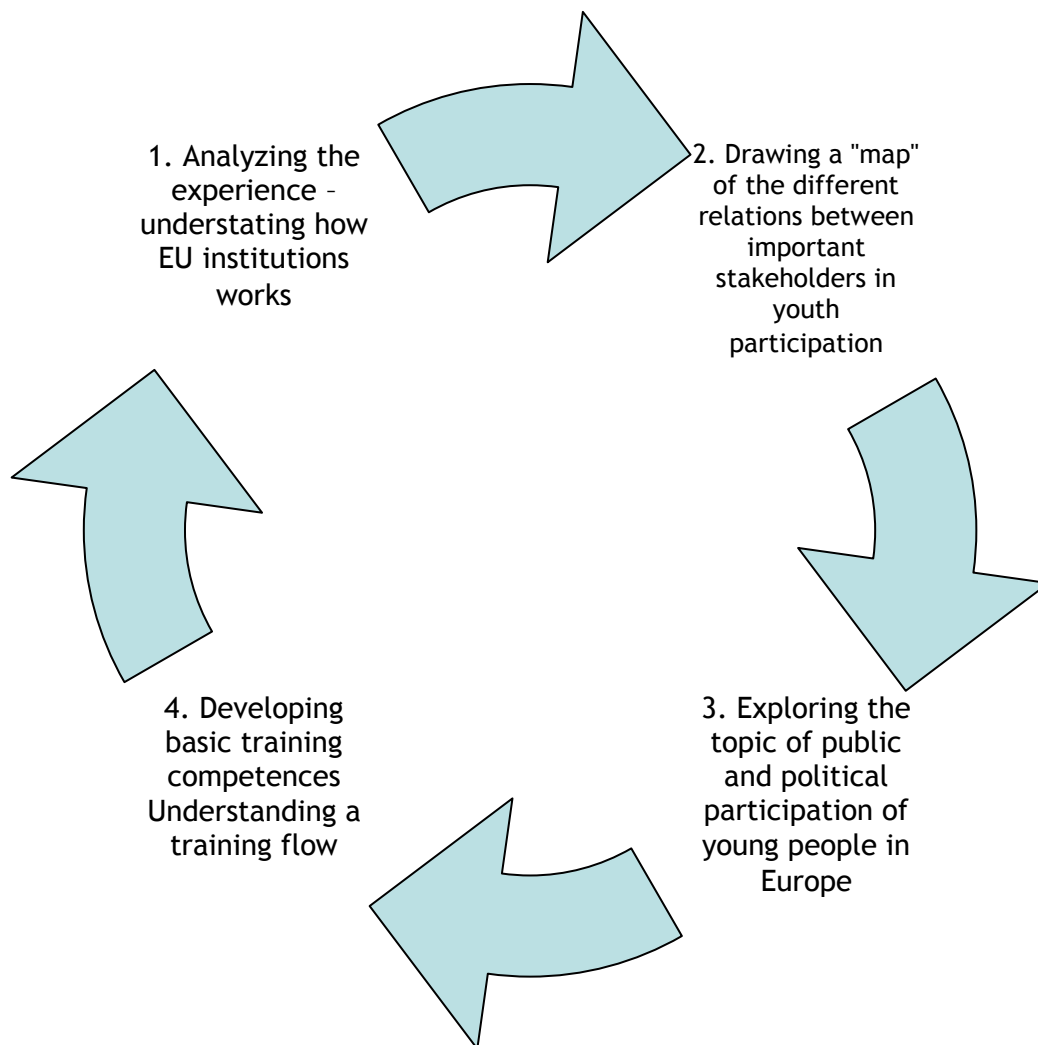 1. Analyzing the
experience –
understating how
EU institutions
works
2. Drawing a "map"
of the different
relations between
important
stakeholders in
youth
participation
3. Exploring the
topic of public
and political
participation of
young people in
Europe
4. Developing
basic training
competences
Understanding a
training flow